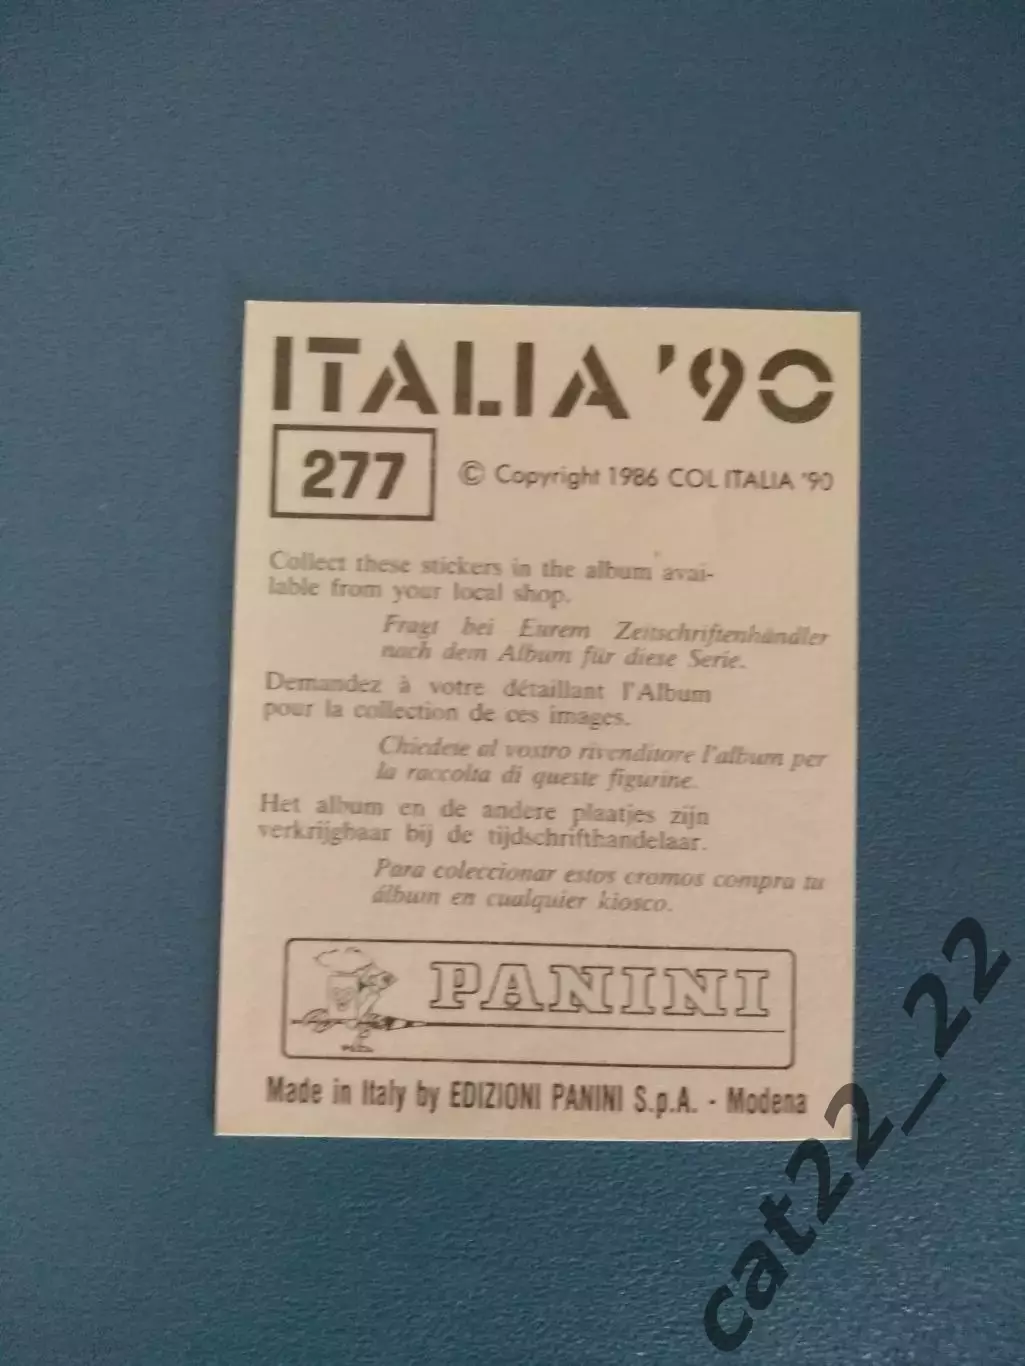 ITALIA '90
277
© Copyright 1986 COL ITALIA '90
Collect these stickers in the album avai-
lable from your local shop.
Fragt bei Eurem Zeitschriftenhändler
nach dem Album für diese Serie.
Demandez à votre détaillant l'Album
pour la collection de ces images.
Chiedete al vostro rivenditore l'album per
la raccolta di queste figurine.
Het album en de andere plaatjes zijn
verkrijgbaar bij de tijdschrifthandelaar.
Para coleccionar estos cromos compra tu
álbum en cualquier kiosco.
PANINI
Made in Italy by EDIZIONI PANINI S.p.A. - Modena
cat22_22